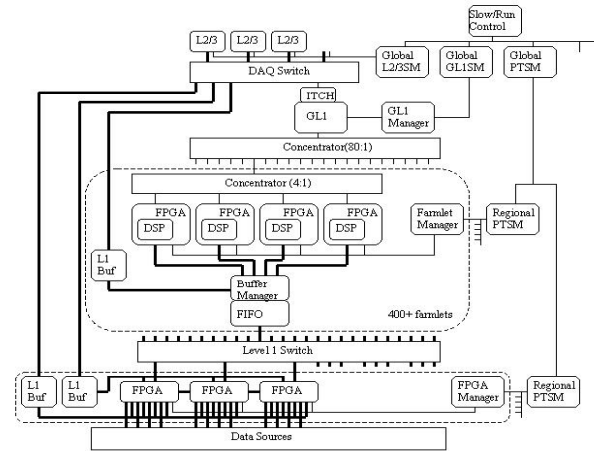 Slow/Run
Control
L2/3
L2/3
L2/3
Global
L2/3SM
Global
GL1SM
Global
PTSM
DAQ Switch
ITCH
GL1
GL1
Manager
Concentrator(80:1)
Concentrator (4:1)
FPGA
DSP
FPGA
DSP
FPGA
DSP
FPGA
DSP
Farmlet
Manager
Regional
PTSM
L1
Buf
Buffer
Manager
FIFO
400+ farmlets
Level 1 Switch
L1
Buf
L1
Buf
FPGA
FPGA
FPGA
FPGA
Manager
Regional
PTSM
Data Sources